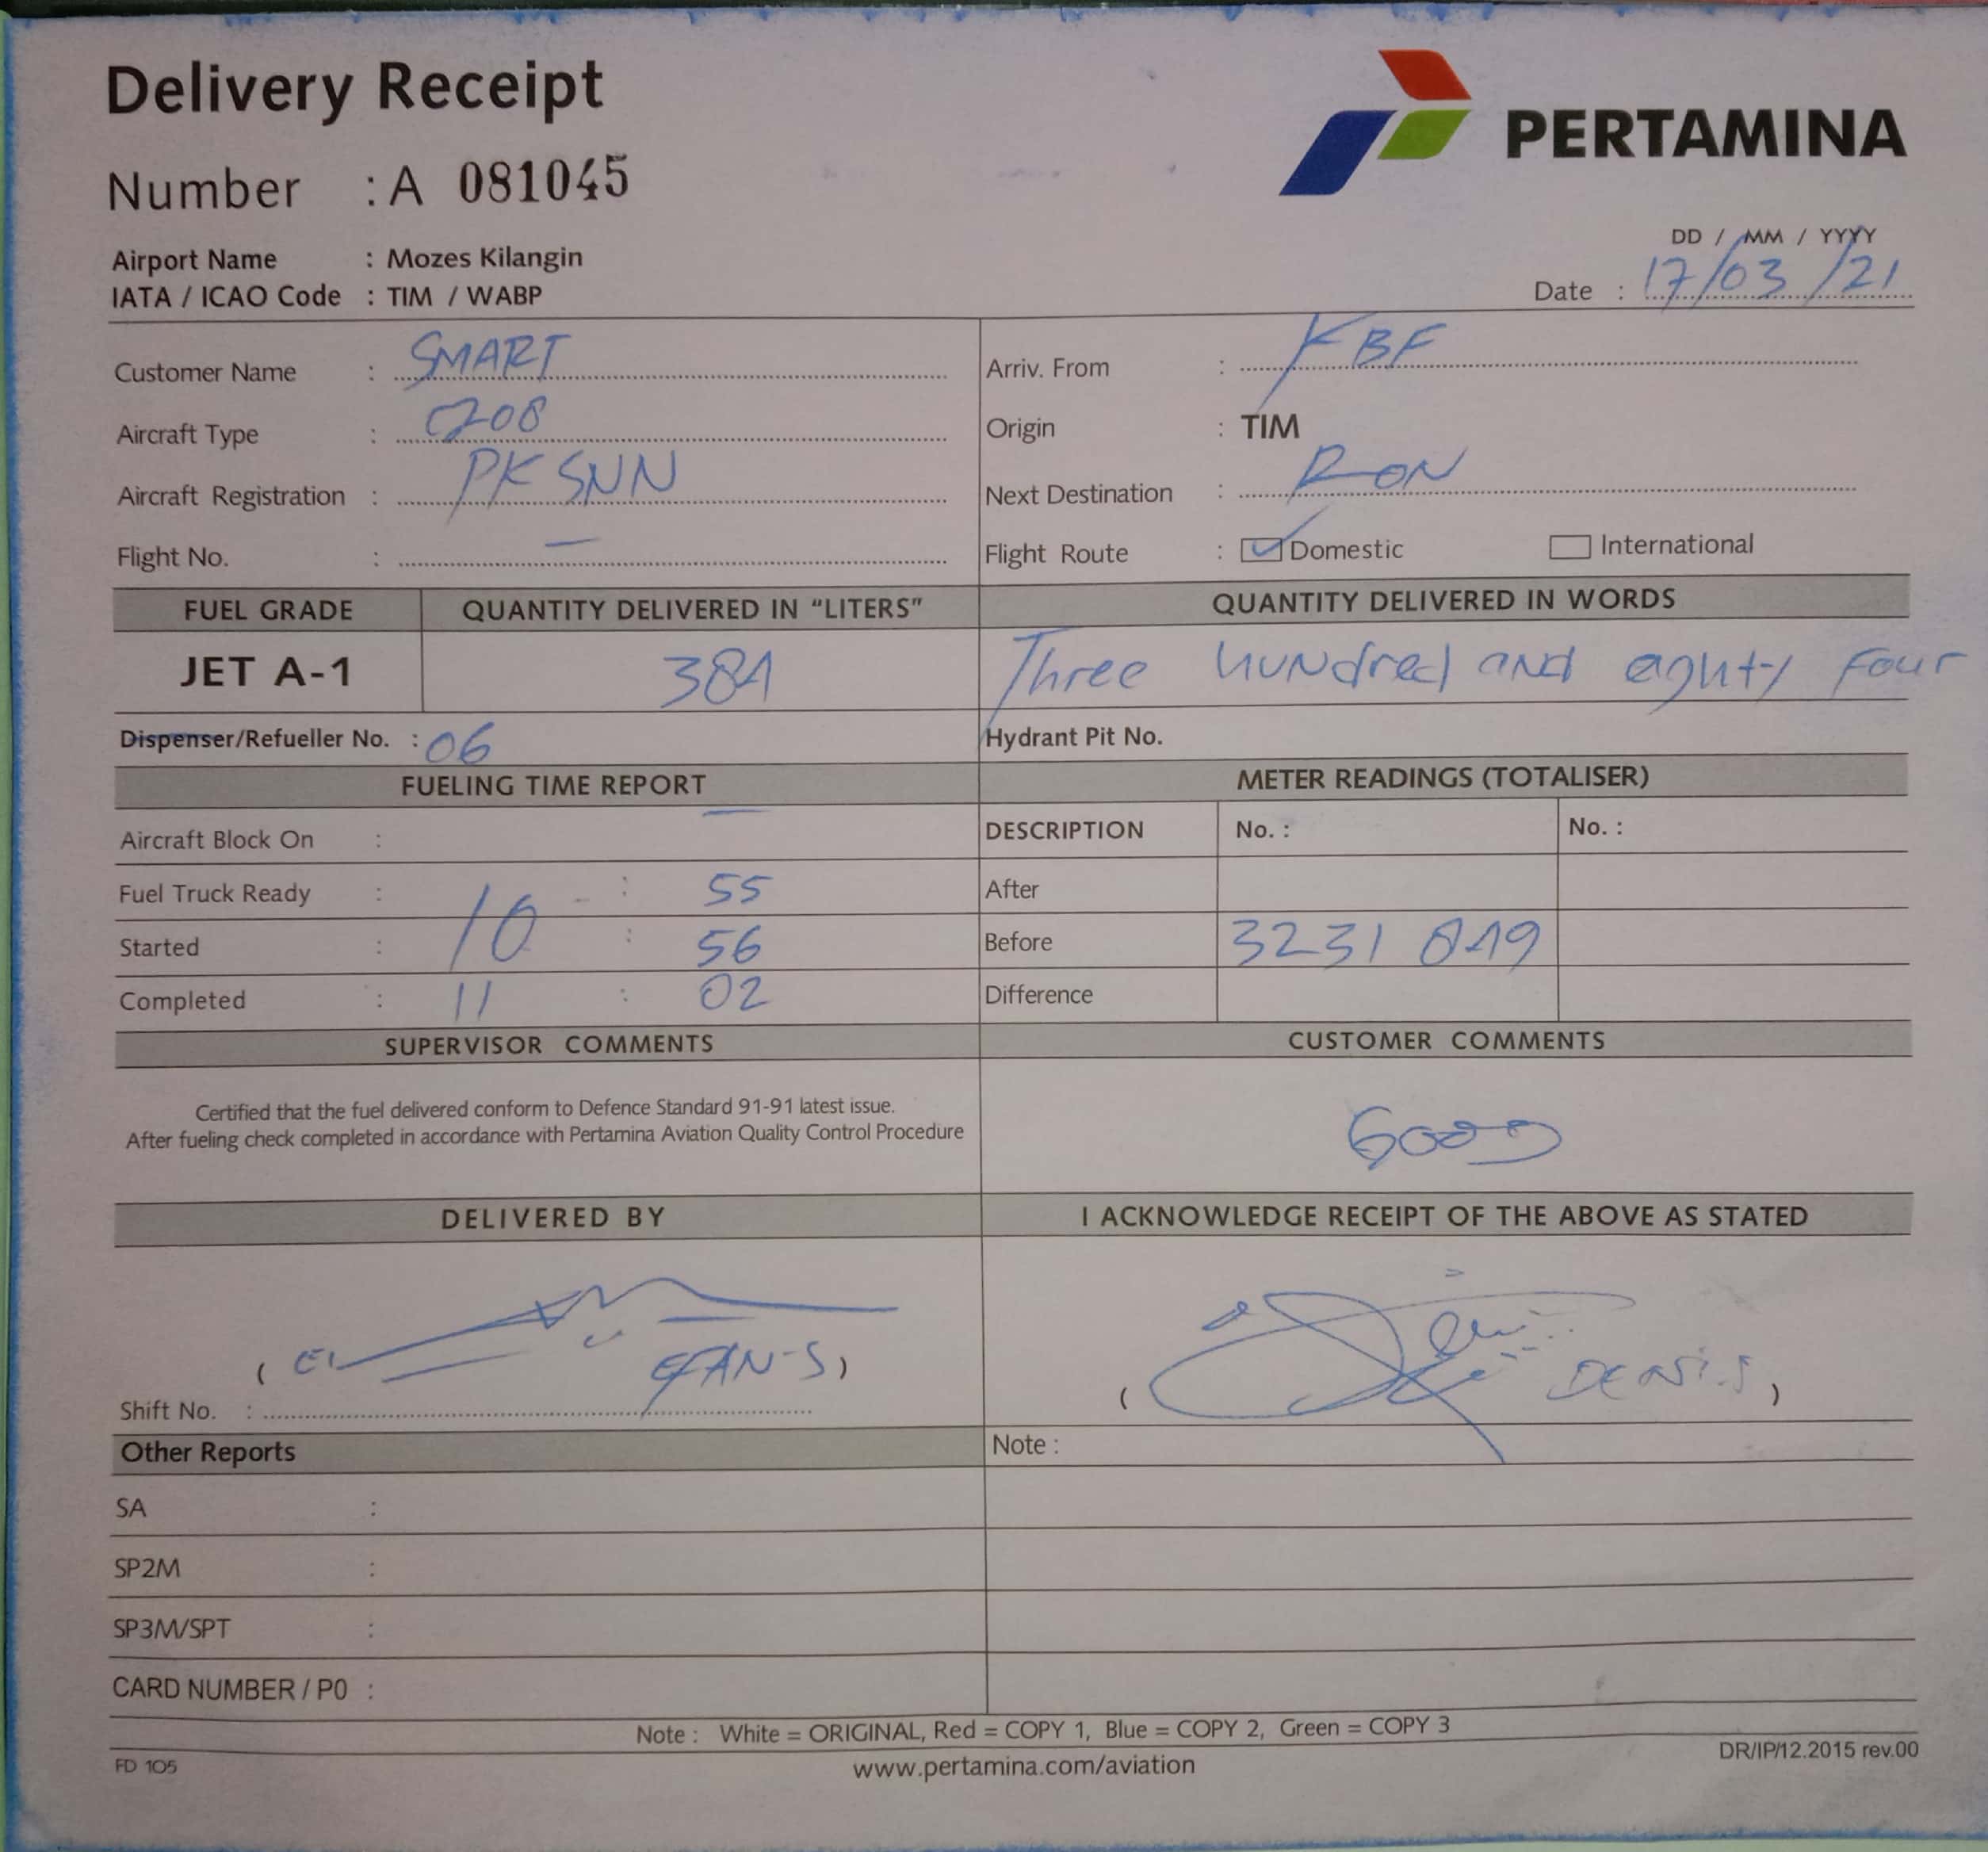 Delivery Receipt
PERTAMINA
Number : A 081045
Airport Name : Mozes Kilangin
IATA / ICAO Code : TIM / WABP
DD / MM / YYYY
Date : 17/03/21
Customer Name : SMART
Arriv. From : KBF
Aircraft Type : C208
Origin : TIM
Aircraft Registration : PK SNN
Next Destination : RON
Flight No. : —
Flight Route : Domestic International
FUEL GRADE QUANTITY DELIVERED IN “LITERS” QUANTITY DELIVERED IN WORDS
JET A-1 384 Three hundred and eighty Four
Dispenser/Refueller No. : 06
Hydrant Pit No.
FUELING TIME REPORT METER READINGS (TOTALISER)
Aircraft Block On : —
DESCRIPTION No. : No. :
Fuel Truck Ready : 10 : 55
After
Started : : 56
Before 3231 849
Completed : 11 : 02
Difference
SUPERVISOR COMMENTS CUSTOMER COMMENTS
Certified that the fuel delivered conform to Defence Standard 91-91 latest issue.
After fueling check completed in accordance with Pertamina Aviation Quality Control Procedure
GOOD
DELIVERED BY I ACKNOWLEDGE RECEIPT OF THE ABOVE AS STATED
( EFAN-S )
( DENI.S )
Shift No. :
Other Reports Note :
SA :
SP2M :
SP3M/SPT :
CARD NUMBER / PO :
Note : White = ORIGINAL, Red = COPY 1, Blue = COPY 2, Green = COPY 3
FD 105 www.pertamina.com/aviation DR/IP/12.2015 rev.00